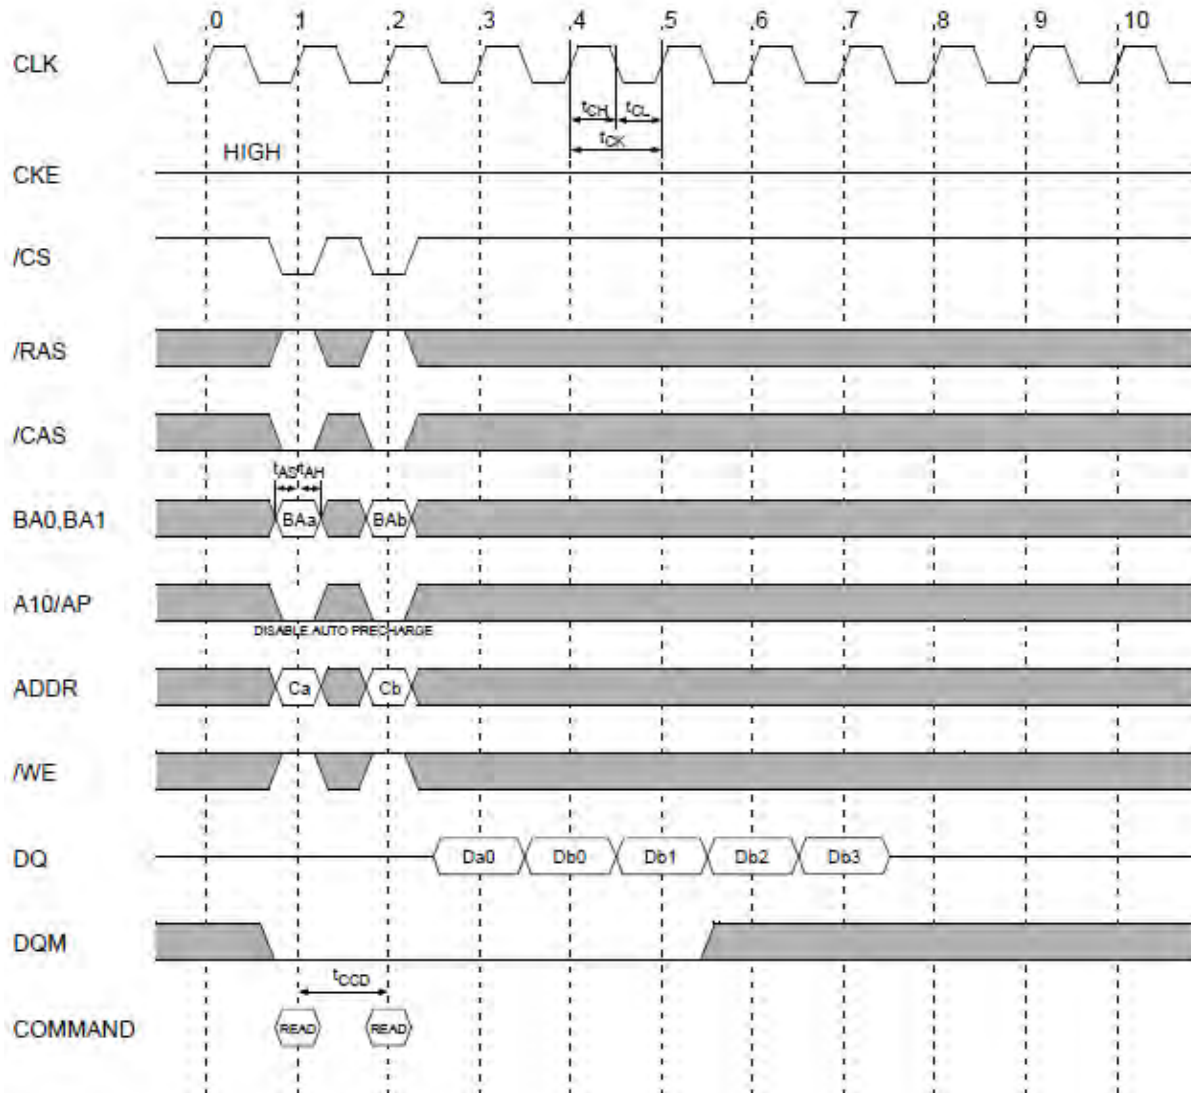 0 1 2 3 4 5 6 7 8 9 10
CLK
tCH tCL
tCK
HIGH
CKE
/CS
/RAS
/CAS
tAS tAH
BA0,BA1 BAa BAb
A10/AP
DISABLE AUTO PRECHARGE
ADDR Ca Cb
/WE
DQ Da0 Db0 Db1 Db2 Db3
DQM
tCCD
COMMAND READ READ